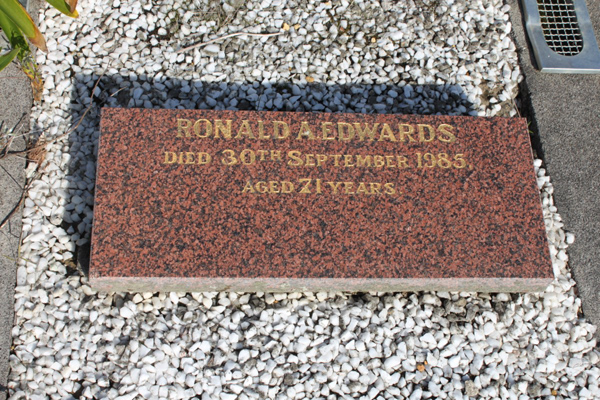 RONALD A. EDWARDS
DIED 30TH SEPTEMBER 1985.
AGED 71 YEARS